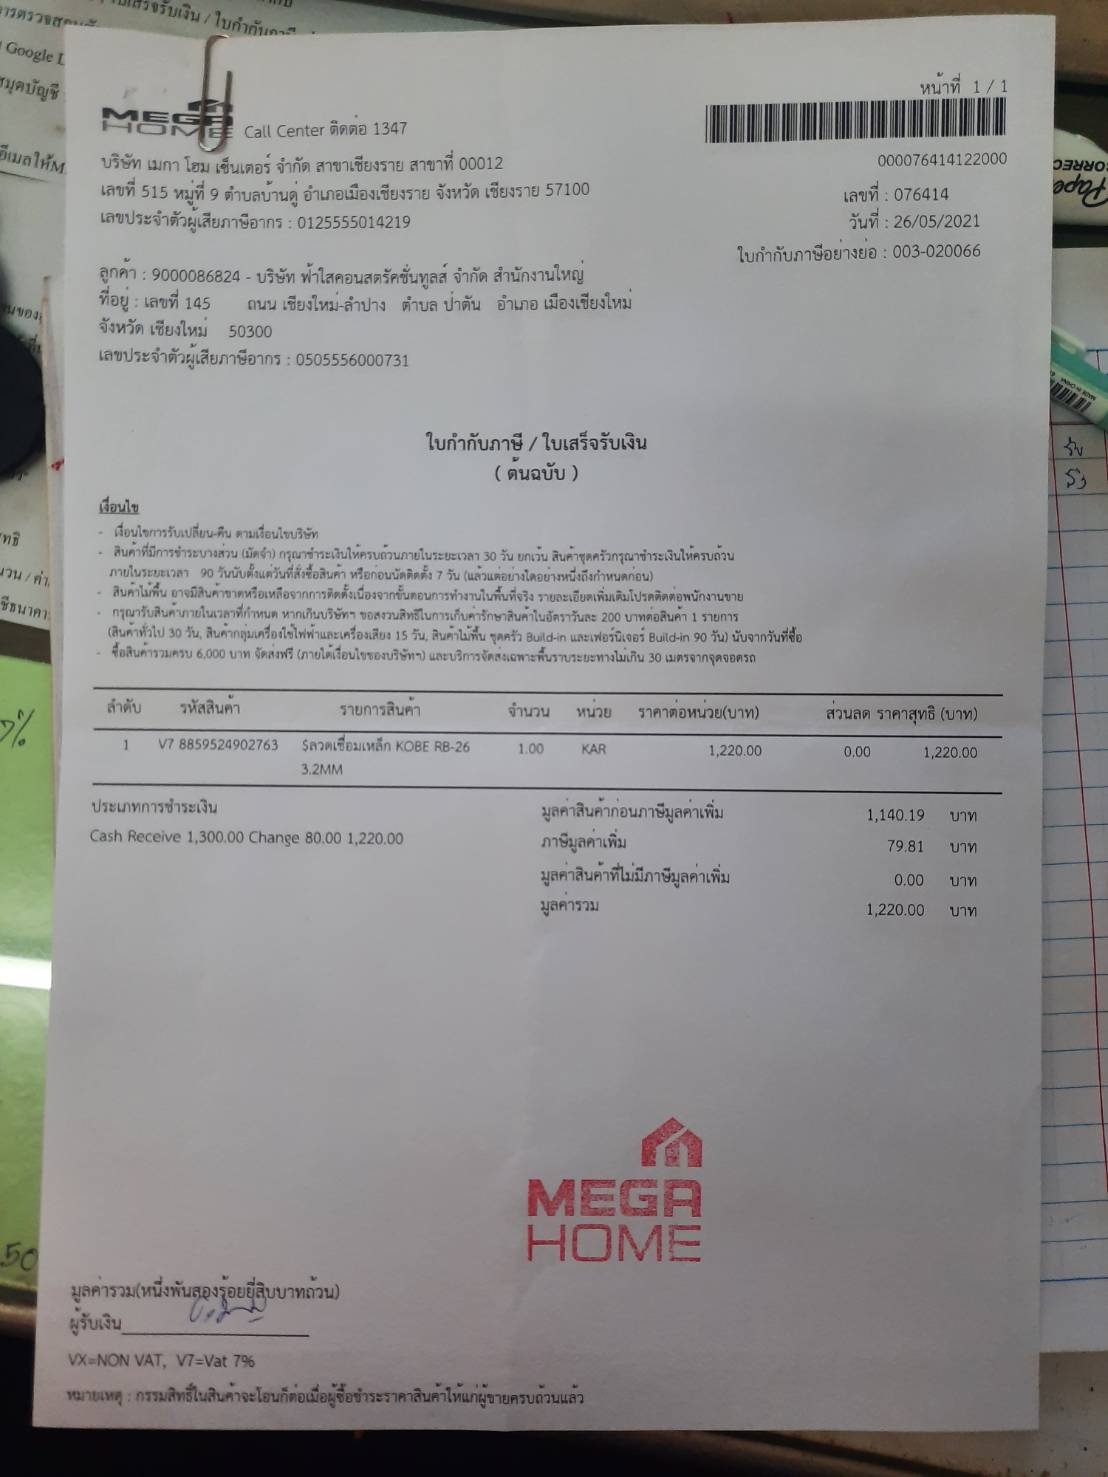 หน้าที่ 1 / 1
MEGA
HOME
Call Center ติดต่อ 1347
000076414122000
บริษัท เมกา โฮม เซ็นเตอร์ จำกัด สาขาเชียงราย สาขาที่ 00012
เลขที่ 515 หมู่ที่ 9 ตำบลบ้านดู่ อำเภอเมืองเชียงราย จังหวัด เชียงราย 57100
เลขที่ : 076414
เลขประจำตัวผู้เสียภาษีอากร : 0125555014219
วันที่ : 26/05/2021
ใบกำกับภาษีอย่างย่อ : 003-020066
ลูกค้า : 9000086824 - บริษัท ฟ้าใสคอนสตรัคชั่นทูลส์ จำกัด สำนักงานใหญ่
ที่อยู่ : เลขที่ 145 ถนน เชียงใหม่-ลำปาง ตำบล ป่าตัน อำเภอ เมืองเชียงใหม่
จังหวัด เชียงใหม่ 50300
เลขประจำตัวผู้เสียภาษีอากร : 0505556000731
ใบกำกับภาษี / ใบเสร็จรับเงิน
( ต้นฉบับ )
เงื่อนไข
- เงื่อนไขการรับเปลี่ยน-คืน ตามเงื่อนไขบริษัท
- สินค้าที่มีการชำระบางส่วน (มัดจำ) กรุณาชำระเงินให้ครบถ้วนภายในระยะเวลา 30 วัน ยกเว้น สินค้าชุดครัวกรุณาชำระเงินให้ครบถ้วน
ภายในระยะเวลา 90 วันนับตั้งแต่วันที่สั่งซื้อสินค้า หรือก่อนนัดติดตั้ง 7 วัน (แล้วแต่อย่างใดอย่างหนึ่งถึงกำหนดก่อน)
- สินค้าไม้พื้น อาจมีสินค้าขาดหรือเหลือจากการติดตั้งเนื่องจากขั้นตอนการทำงานในพื้นที่จริง รายละเอียดเพิ่มเติมโปรดติดต่อพนักงานขาย
- กรุณารับสินค้าภายในเวลาที่กำหนด หากเกินบริษัทฯ ขอสงวนสิทธิในการเก็บค่ารักษาสินค้าในอัตราวันละ 200 บาทต่อสินค้า 1 รายการ
(สินค้าทั่วไป 30 วัน, สินค้ากลุ่มเครื่องใช้ไฟฟ้าและเครื่องเสียง 15 วัน, สินค้าไม้พื้น ชุดครัว Build-in และเฟอร์นิเจอร์ Build-in 90 วัน) นับจากวันที่ซื้อ
- ซื้อสินค้ารวมครบ 6,000 บาท จัดส่งฟรี (ภายใต้เงื่อนไขของบริษัทฯ) และบริการจัดส่งเฉพาะพื้นราบระยะทางไม่เกิน 30 เมตรจากจุดจอดรถ
ลำดับ รหัสสินค้า รายการสินค้า จำนวน หน่วย ราคาต่อหน่วย(บาท) ส่วนลด ราคาสุทธิ (บาท)
1 V7 8859524902763 $ลวดเชื่อมเหล็ก KOBE RB-26 1.00 KAR 1,220.00 0.00 1,220.00
3.2MM
ประเภทการชำระเงิน
มูลค่าสินค้าก่อนภาษีมูลค่าเพิ่ม 1,140.19 บาท
Cash Receive 1,300.00 Change 80.00 1,220.00
ภาษีมูลค่าเพิ่ม 79.81 บาท
มูลค่าสินค้าที่ไม่มีภาษีมูลค่าเพิ่ม 0.00 บาท
มูลค่ารวม 1,220.00 บาท
MEGA
HOME
มูลค่ารวม(หนึ่งพันสองร้อยยี่สิบบาทถ้วน)
ผู้รับเงิน
VX=NON VAT, V7=Vat 7%
หมายเหตุ : กรรมสิทธิ์ในสินค้าจะโอนก็ต่อเมื่อผู้ซื้อชำระราคาสินค้าให้แก่ผู้ขายครบถ้วนแล้ว